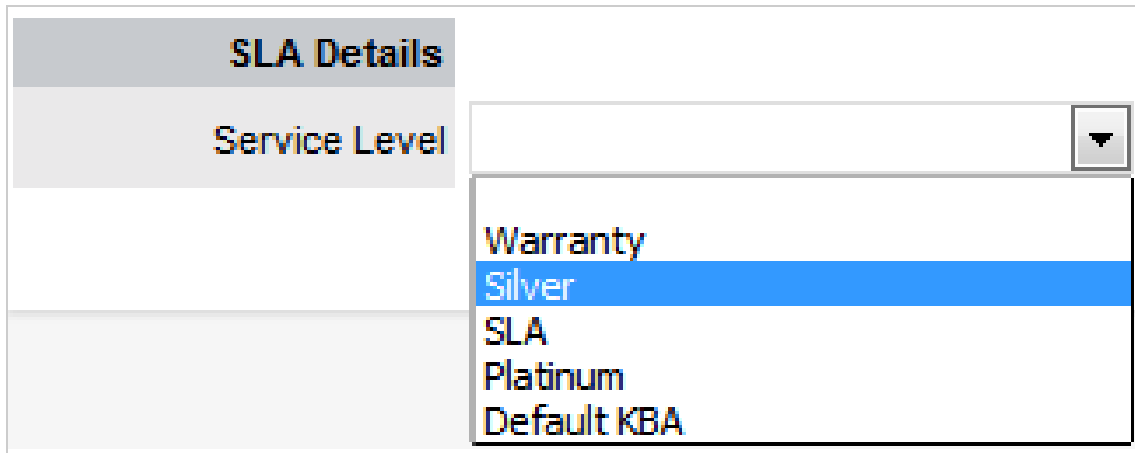 SLA Details
Service Level
Warranty
Silver
SLA
Platinum
Default KBA